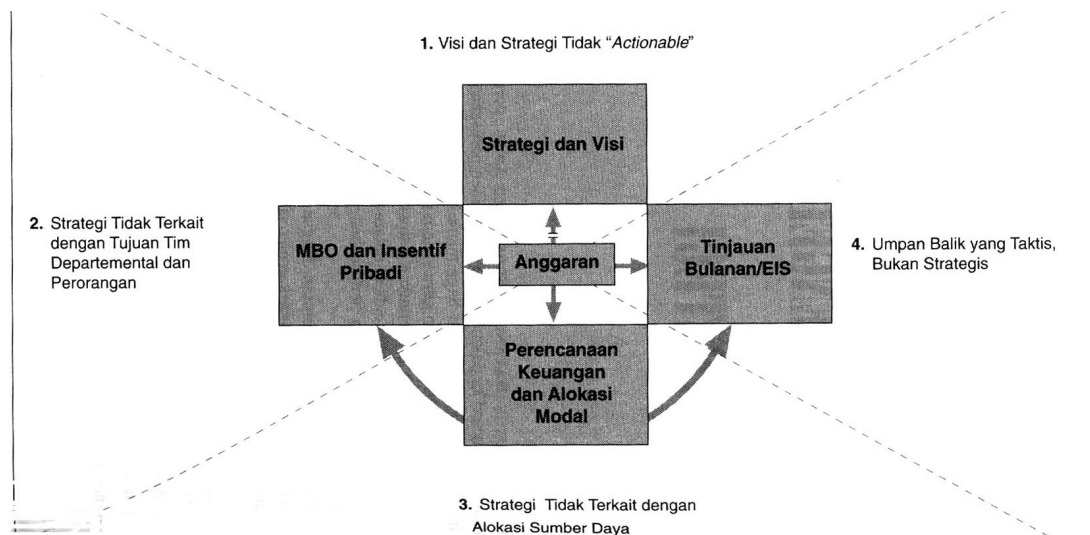 1. Visi dan Strategi Tidak “Actionable”
Strategi dan Visi
2. Strategi Tidak Terkait
dengan Tujuan Tim
Departemental dan
Perorangan
MBO dan Insentif
Pribadi
Anggaran
Tinjauan
Bulanan/EIS
4. Umpan Balik yang Taktis,
Bukan Strategis
Perencanaan
Keuangan
dan Alokasi
Modal
3. Strategi Tidak Terkait dengan
Alokasi Sumber Daya